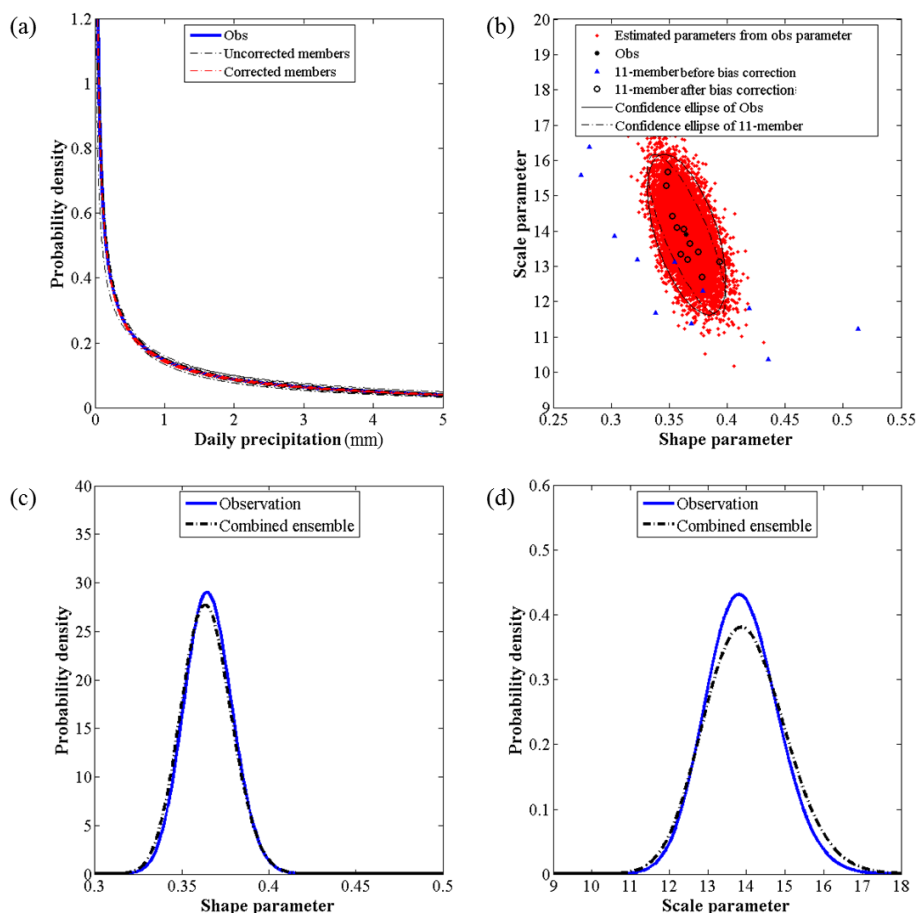 (a)
1.2
1
0.8
0.6
0.4
0.2
0
Probability density
Obs
Uncorrected members
Corrected members
0
1
2
3
4
5
Daily precipitation (mm)
(b)
20
19
18
17
16
15
14
13
12
11
10
9
Scale parameter
Estimated parameters from obs parameter
Obs
11-member before bias correction
11-member after bias correction:
Confidence ellipse of Obs
Confidence ellipse of 11-member
0.25
0.3
0.35
0.4
0.45
0.5
0.55
Shape parameter
(c)
40
35
30
25
20
15
10
5
0
Probability density
Observation
Combined ensemble
0.3
0.35
0.4
0.45
0.5
Shape parameter
(d)
0.6
0.5
0.4
0.3
0.2
0.1
0
Probability density
Observation
Combined ensemble
9
10
11
12
13
14
15
16
17
18
Scale parameter